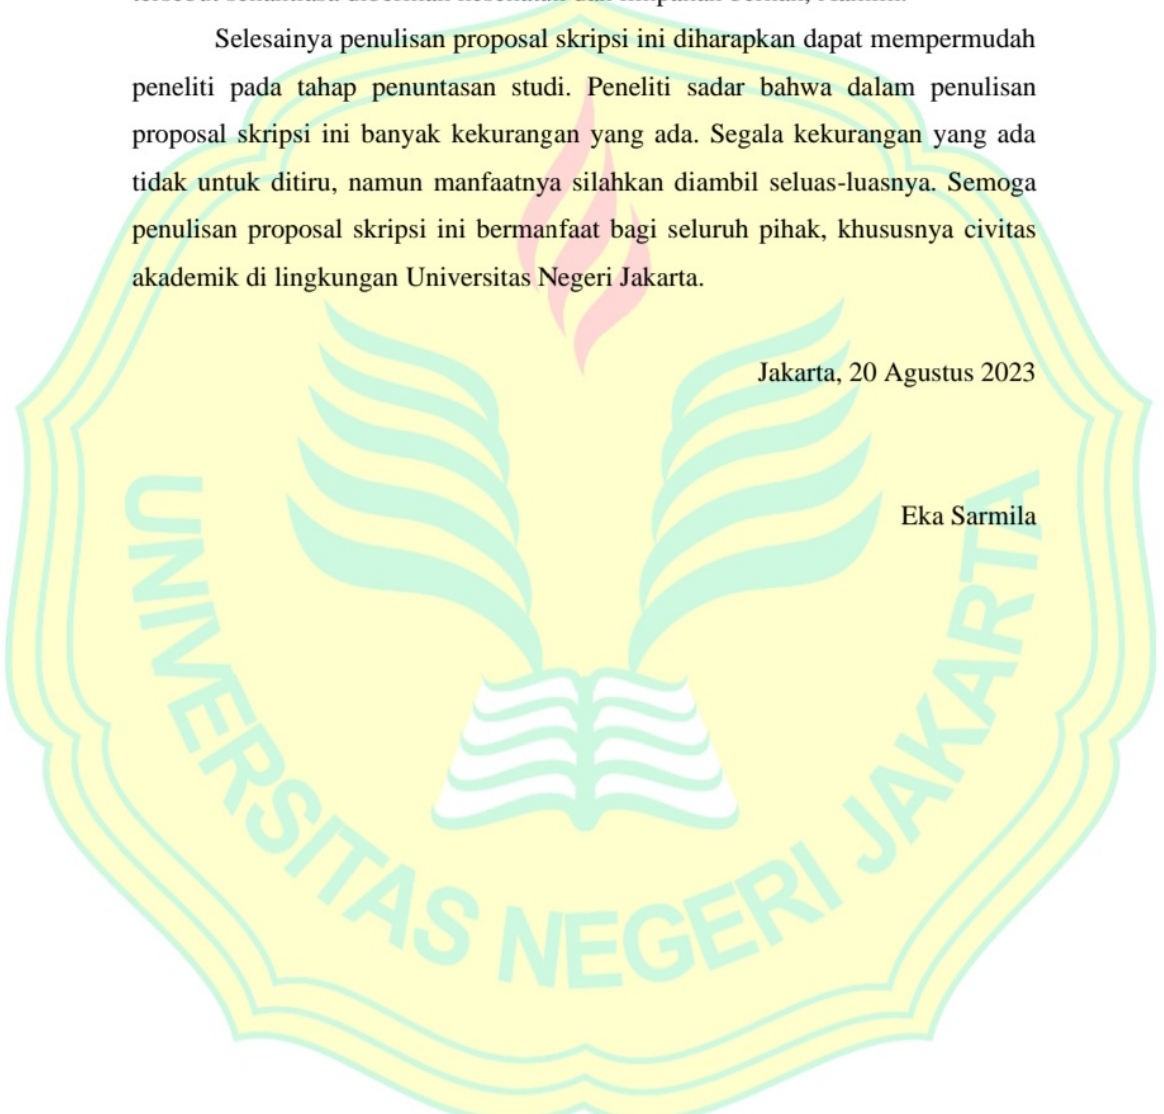 Selesainya penulisan proposal skripsi ini diharapkan dapat mempermudah
peneliti pada tahap penuntasan studi. Peneliti sadar bahwa dalam penulisan
proposal skripsi ini banyak kekurangan yang ada. Segala kekurangan yang ada
tidak untuk ditiru, namun manfaatnya silahkan diambil seluas-luasnya. Semoga
penulisan proposal skripsi ini bermanfaat bagi seluruh pihak, khususnya civitas
akademik di lingkungan Universitas Negeri Jakarta.
Jakarta, 20 Agustus 2023
Eka Sarmila
UNIVERSITAS NEGERI JAKARTA